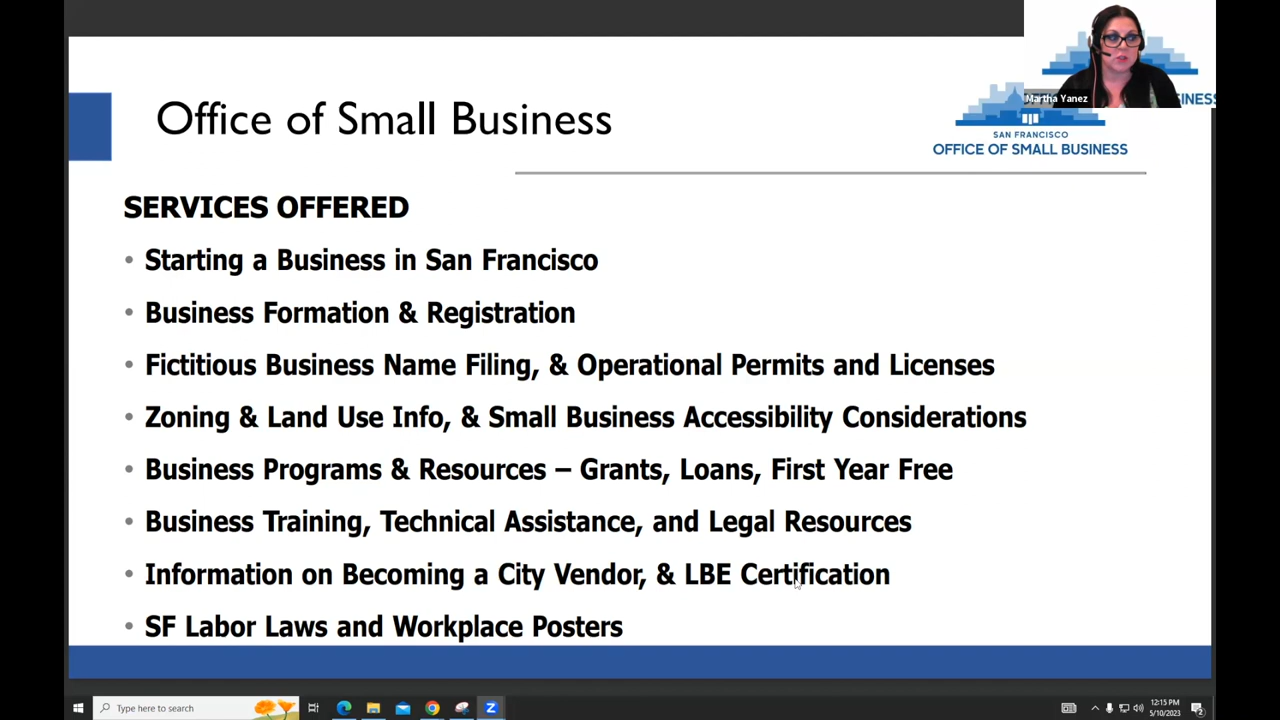 Martha Yanez
INESS
SAN FRANCISCO
OFFICE OF SMALL BUSINESS
Office of Small Business
SERVICES OFFERED
• Starting a Business in San Francisco
• Business Formation & Registration
• Fictitious Business Name Filing, & Operational Permits and Licenses
• Zoning & Land Use Info, & Small Business Accessibility Considerations
• Business Programs & Resources – Grants, Loans, First Year Free
• Business Training, Technical Assistance, and Legal Resources
• Information on Becoming a City Vendor, & LBE Certification
• SF Labor Laws and Workplace Posters
Type here to search
12:15 PM
5/10/2023
2